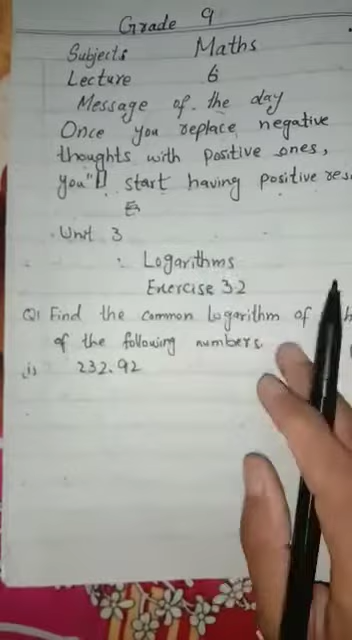 Grade 9
Subjects Maths
Lecture 6
Message of the day
Once you replace negative
thoughts with positive ones,
you"ll start having positive
Unit 3
: Logarithms
Exercise 3.2
Q1 Find the common logarithm of
of the following numbers.
(i) 232.92